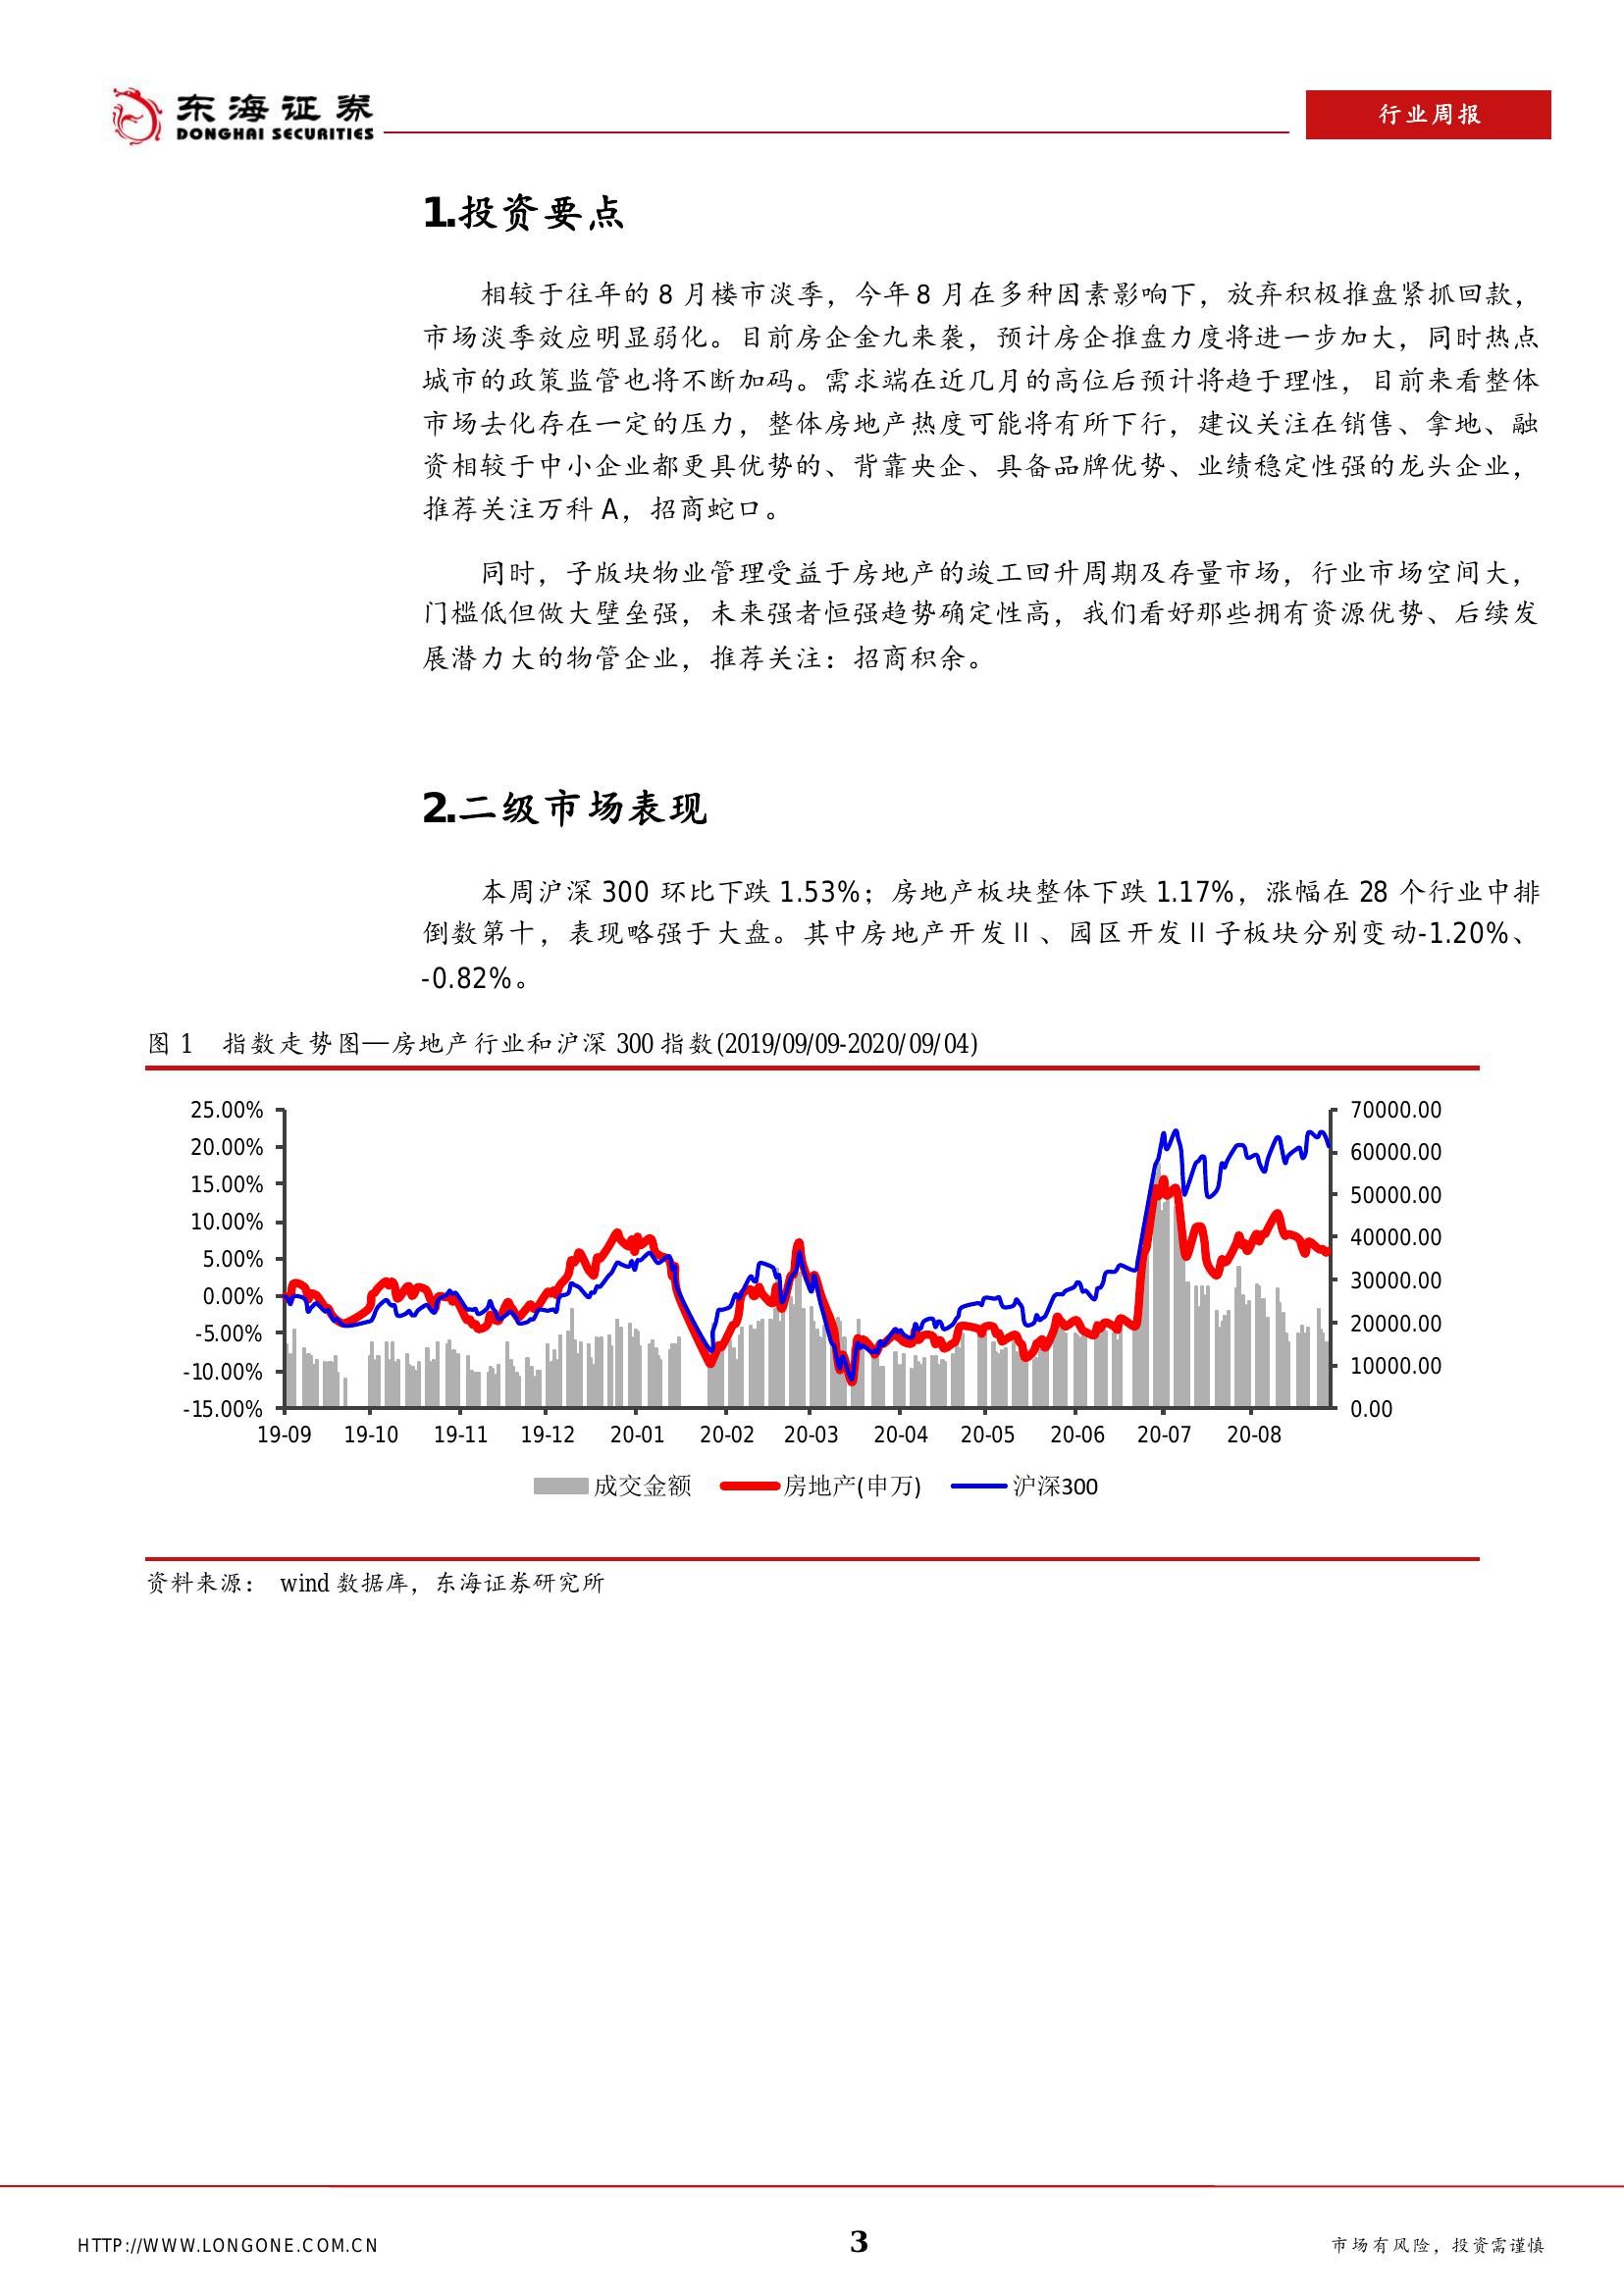 东海证券
DONGHAI SECURITIES
行业周报
1.投资要点
相较于往年的 8 月楼市淡季，今年 8 月在多种因素影响下，放弃积极推盘紧抓回款，
市场淡季效应明显弱化。目前房企金九来袭，预计房企推盘力度将进一步加大，同时热点
城市的政策监管也将不断加码。需求端在近几月的高位后预计将趋于理性，目前来看整体
市场去化存在一定的压力，整体房地产热度可能将有所下行，建议关注在销售、拿地、融
资相较于中小企业都更具优势的、背靠央企、具备品牌优势、业绩稳定性强的龙头企业，
推荐关注万科 A，招商蛇口。
同时，子版块物业管理受益于房地产的竣工回升周期及存量市场，行业市场空间大，
门槛低但做大壁垒强，未来强者恒强趋势确定性高，我们看好那些拥有资源优势、后续发
展潜力大的物管企业，推荐关注：招商积余。
2.二级市场表现
本周沪深 300 环比下跌 1.53%；房地产板块整体下跌 1.17%，涨幅在 28 个行业中排
倒数第十，表现略强于大盘。其中房地产开发Ⅱ、园区开发Ⅱ子板块分别变动-1.20%、
-0.82%。
图 1 指数走势图—房地产行业和沪深 300 指数(2019/09/09-2020/09/04)
25.00% 70000.00
20.00% 60000.00
15.00% 50000.00
10.00% 40000.00
5.00% 30000.00
0.00% 20000.00
-5.00% 10000.00
-10.00% 0.00
-15.00%
19-09 19-10 19-11 19-12 20-01 20-02 20-03 20-04 20-05 20-06 20-07 20-08
成交金额 房地产(申万) 沪深300
资料来源： wind 数据库，东海证券研究所
HTTP://WWW.LONGONE.COM.CN 3 市场有风险，投资需谨慎